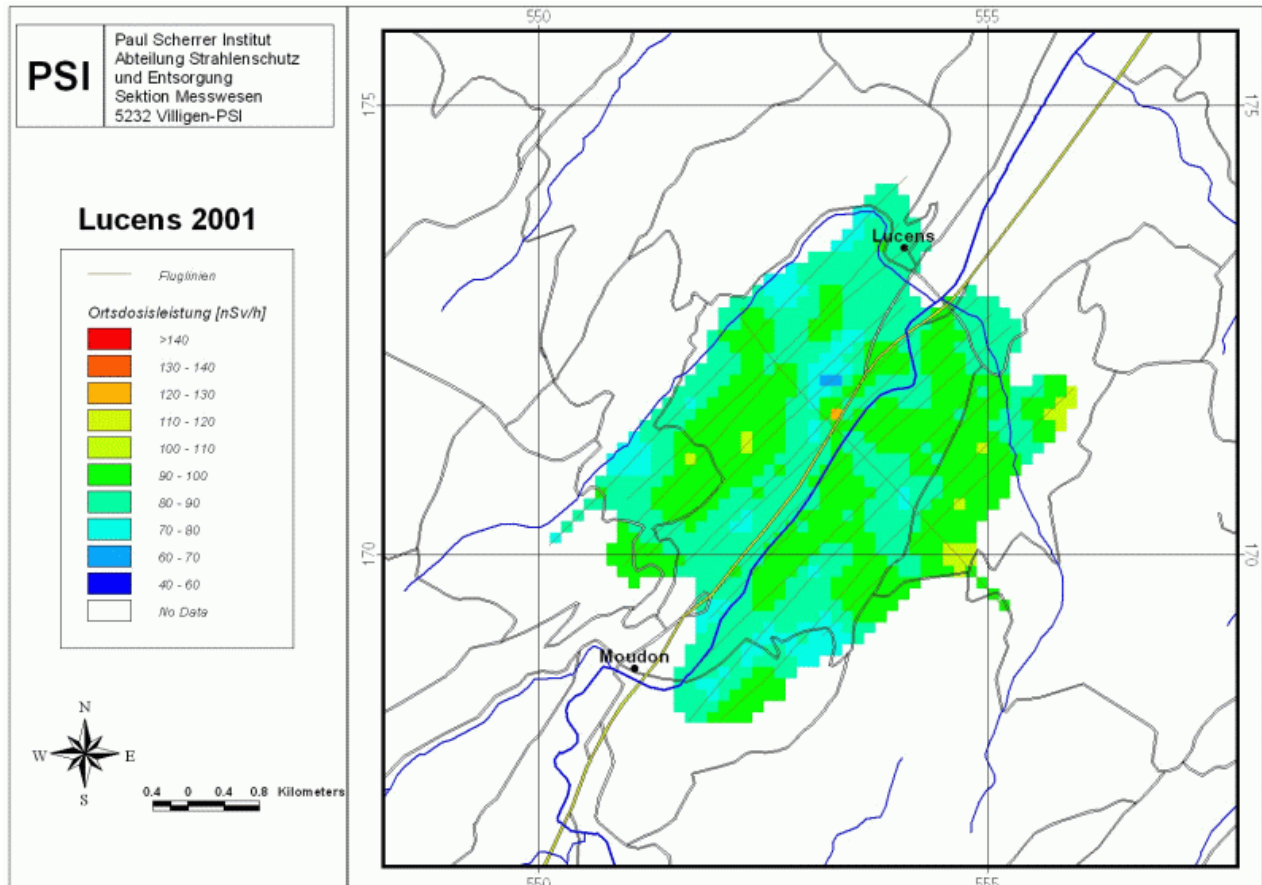 PSI
Paul Scherrer Institut
Abteilung Strahlenschutz
und Entsorgung
Sektion Messwesen
5232 Villigen-PSI
Lucens 2001
Fluglinien
Ortsdosisleistung [nSv/h]
>140
130 - 140
120 - 130
110 - 120
100 - 110
90 - 100
80 - 90
70 - 80
60 - 70
40 - 60
No Data
N
W
E
S
0.4 0 0.4 0.8 Kilometers
550
555
175
175
Lucens
170
170
Moudon
550
555